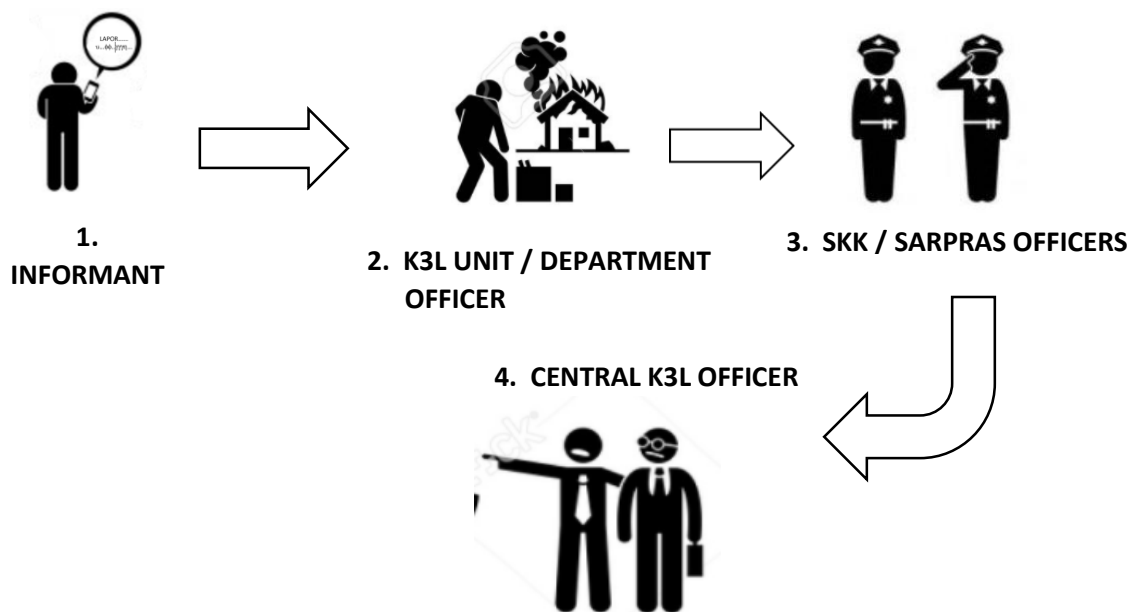 LAPOR......
1.
INFORMANT
2. K3L UNIT / DEPARTMENT
OFFICER
3. SKK / SARPRAS OFFICERS
4. CENTRAL K3L OFFICER